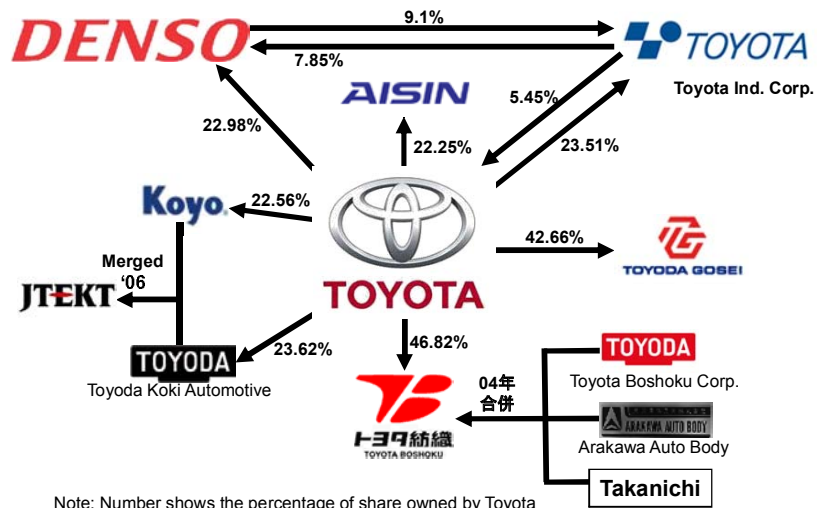 DENSO
9.1%
7.85%
TOYOTA
Toyota Ind. Corp.
AISIN
5.45%
22.98%
22.25%
23.51%
Koyo
22.56%
42.66%
TOYODA GOSEI
Merged
‘06
JTEKT
TOYOTA
TOYODA
Toyoda Koki Automotive
23.62%
46.82%
トヨタ紡織
TOYOTA BOSHOKU
04年
合併
TOYODA
Toyota Boshoku Corp.
ARAKAWA AUTO BODY
Arakawa Auto Body
Takanichi
Note: Number shows the percentage of share owned by Toyota